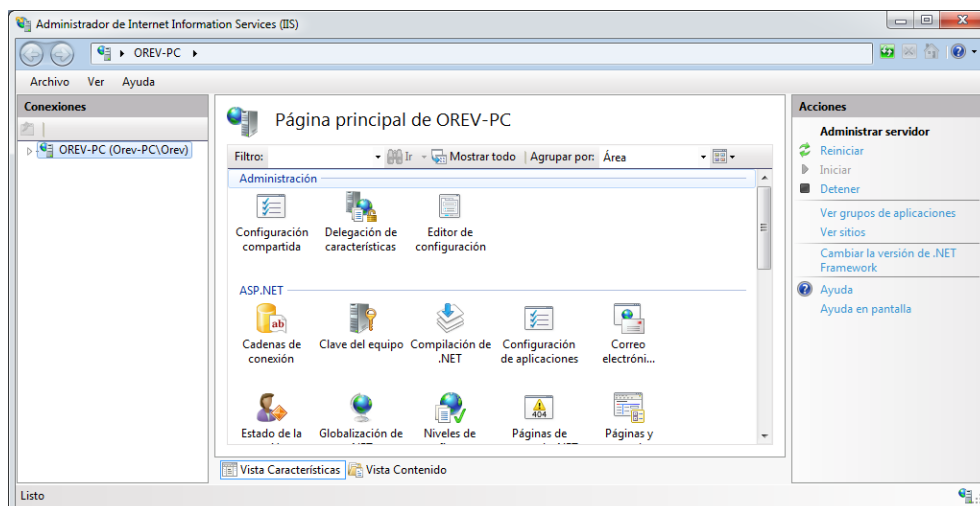 Administrador de Internet Information Services (IIS)
OREV-PC
Archivo Ver Ayuda
Conexiones
OREV-PC (Orev-PC\Orev)
Página principal de OREV-PC
Filtro: Ir Mostrar todo Agrupar por: Área
Administración
Configuración compartida
Delegación de características
Editor de configuración
ASP.NET
ab
Cadenas de conexión
Clave del equipo
Compilación de .NET
Configuración de aplicaciones
Correo electróni...
404
Estado de la
Globalización de
Niveles de
Páginas de
Páginas y
Vista Características Vista Contenido
Acciones
Administrar servidor
Reiniciar
Iniciar
Detener
Ver grupos de aplicaciones
Ver sitios
Cambiar la versión de .NET
Framework
Ayuda
Ayuda en pantalla
Listo